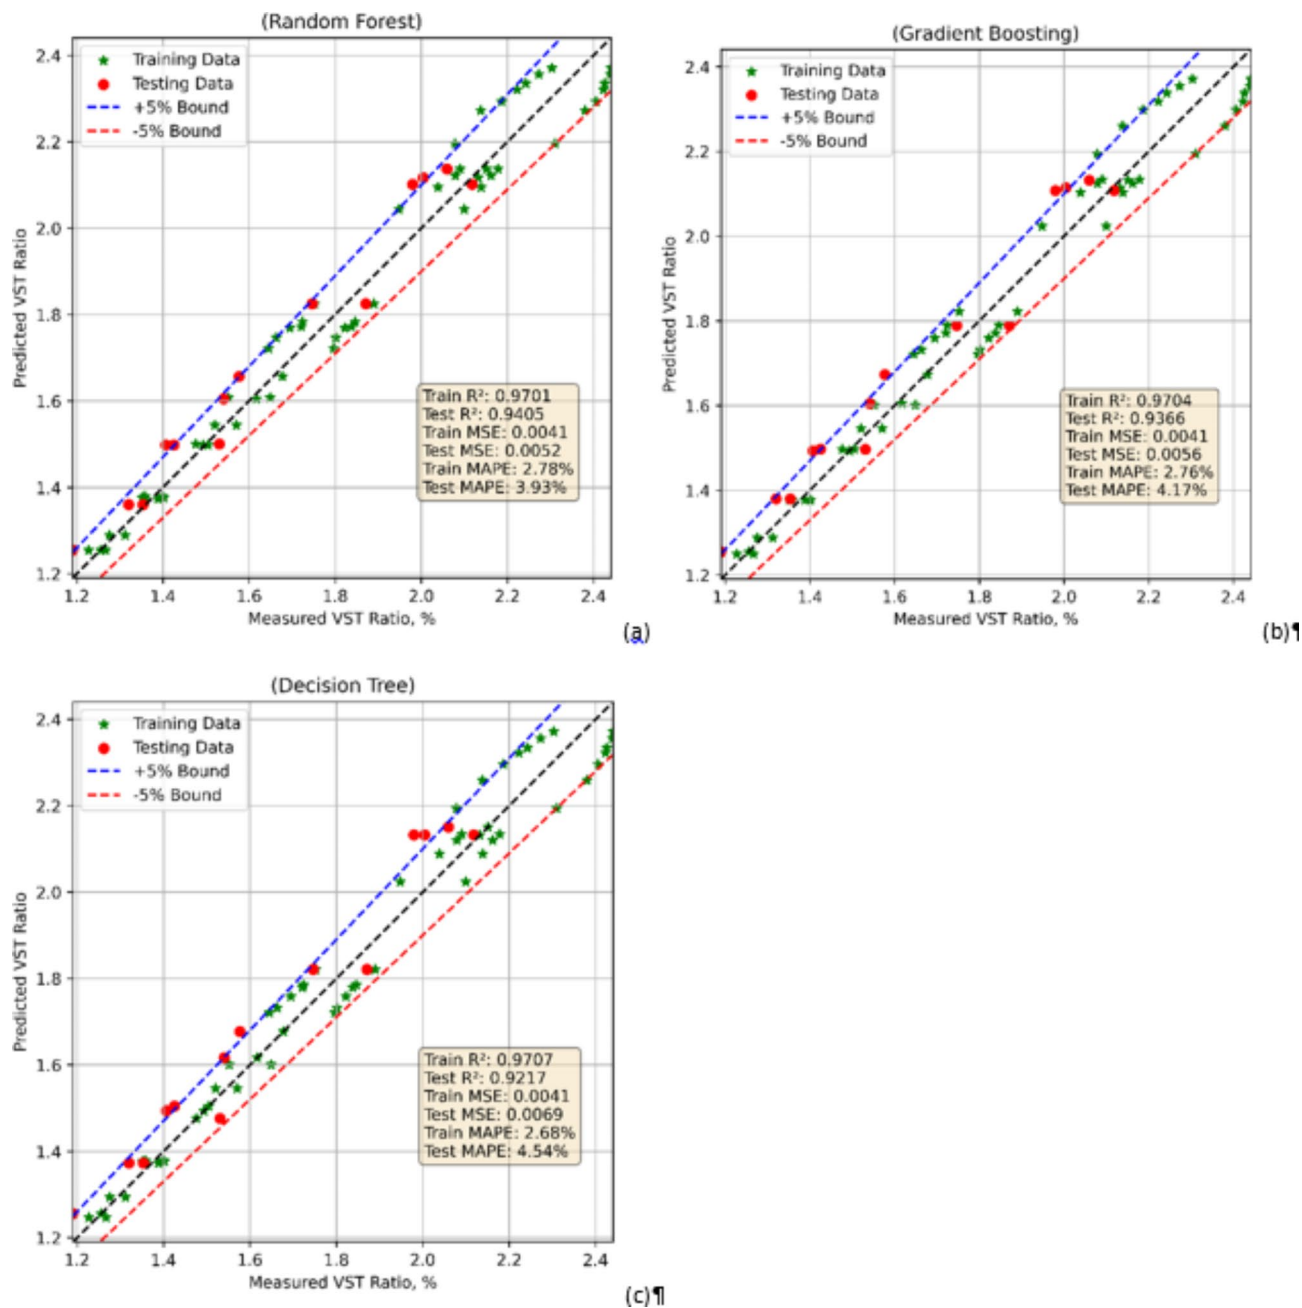 (Random Forest)
Training Data
Testing Data
+5% Bound
-5% Bound
2.4
2.2
2.0
1.8
1.6
1.4
1.2
Predicted VST Ratio
Train R²: 0.9701
Test R²: 0.9405
Train MSE: 0.0041
Test MSE: 0.0052
Train MAPE: 2.78%
Test MAPE: 3.93%
1.2 1.4 1.6 1.8 2.0 2.2 2.4
Measured VST Ratio, %
(a)
(Gradient Boosting)
Training Data
Testing Data
+5% Bound
-5% Bound
2.4
2.2
2.0
1.8
1.6
1.4
1.2
Predicted VST Ratio
Train R²: 0.9704
Test R²: 0.9366
Train MSE: 0.0041
Test MSE: 0.0056
Train MAPE: 2.76%
Test MAPE: 4.17%
1.2 1.4 1.6 1.8 2.0 2.2 2.4
Measured VST Ratio, %
(b)¶
(Decision Tree)
Training Data
Testing Data
+5% Bound
-5% Bound
2.4
2.2
2.0
1.8
1.6
1.4
1.2
Predicted VST Ratio
Train R²: 0.9707
Test R²: 0.9217
Train MSE: 0.0041
Test MSE: 0.0069
Train MAPE: 2.68%
Test MAPE: 4.54%
1.2 1.4 1.6 1.8 2.0 2.2 2.4
Measured VST Ratio, %
(c)¶